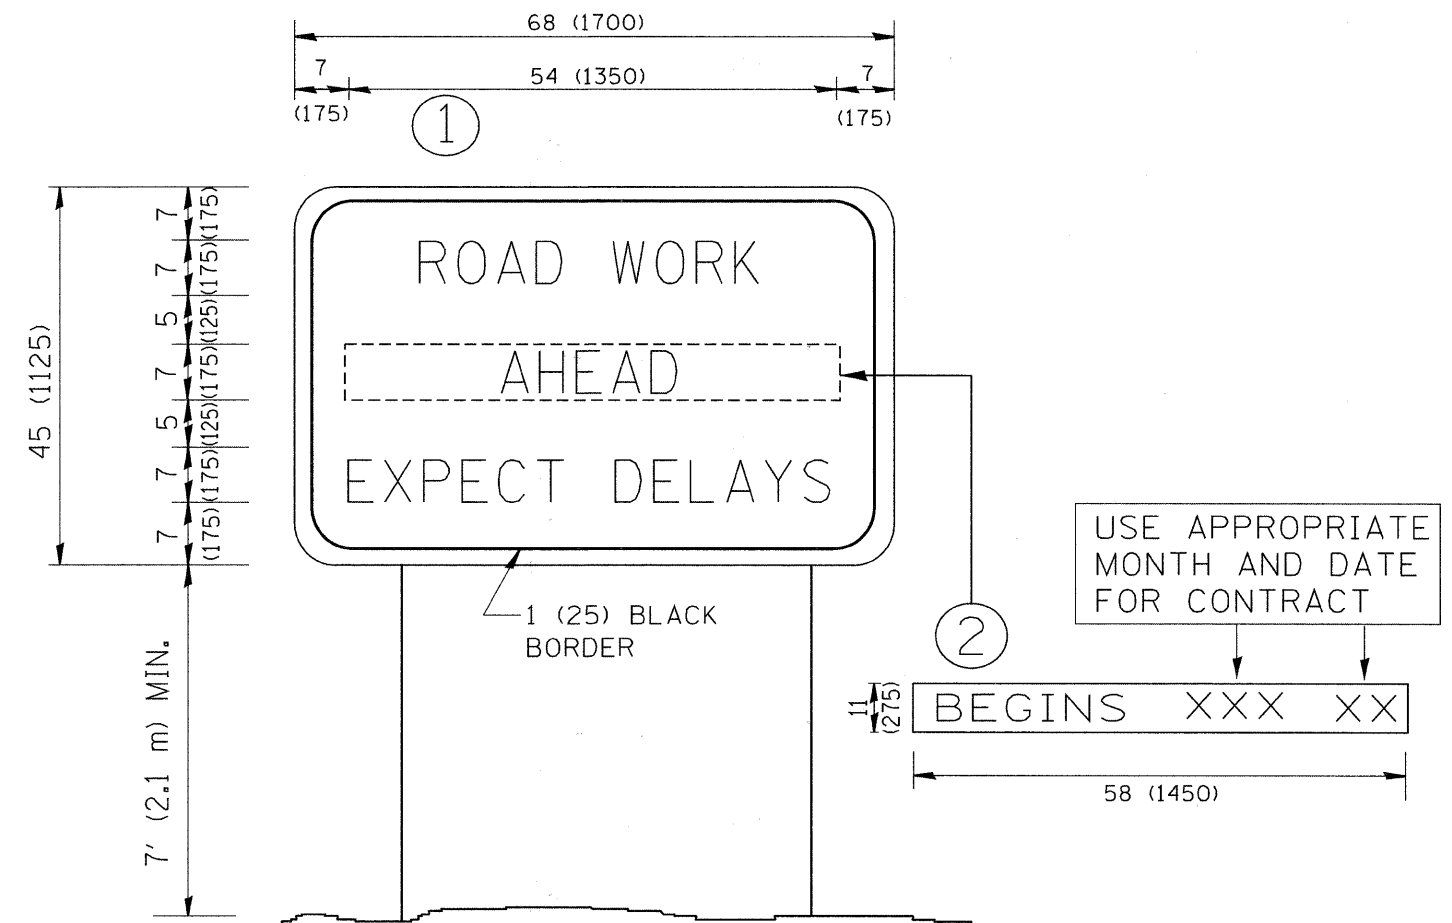 68 (1700)
7
54 (1350)
7
(175)
(175)
1
45 (1125)
7
(175)
7
(175)
5
(125)
7
(175)
5
(125)
7
(175)
7
(175)
ROAD WORK
AHEAD
EXPECT DELAYS
7' (2.1 m) MIN.
1 (25) BLACK
BORDER
USE APPROPRIATE
MONTH AND DATE
FOR CONTRACT
2
11
(275)
BEGINS XXX XX
58 (1450)